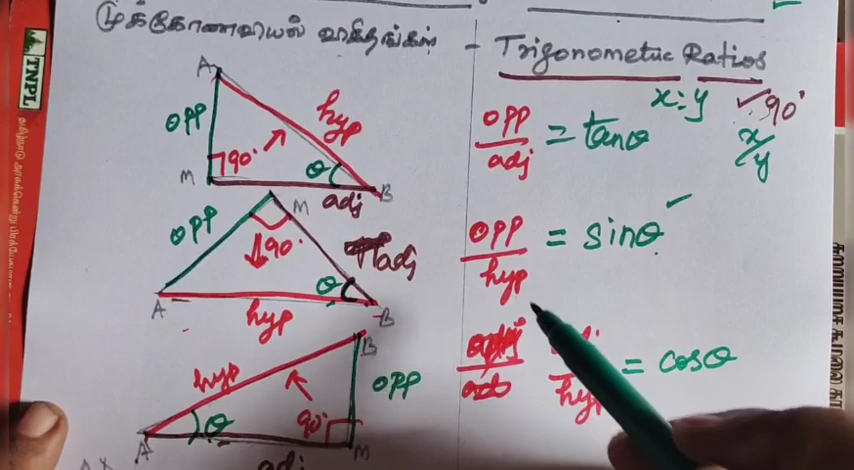 முக்கோணவியல் வாகிதங்கள் - Trigonometric Ratios
TNPL
A
opp
hyp
90°
θ
M
adj
B
opp
M
90°
adj
θ
A
hyp
B
hyp
B
opp
θ
90°
A
M
adj
x:y
✓90°
opp/adj = tanθ
x/y
opp/hyp = sinθ ✓
hyp = cosθ